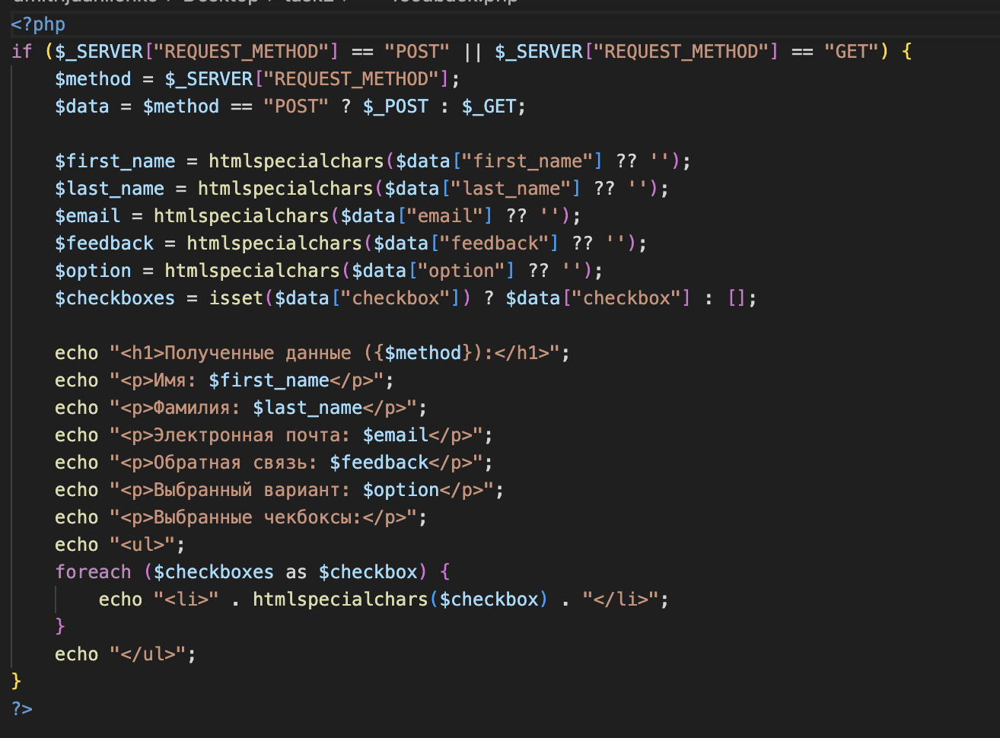 <?php
if ($_SERVER["REQUEST_METHOD"] == "POST" || $_SERVER["REQUEST_METHOD"] == "GET") {
    $method = $_SERVER["REQUEST_METHOD"];
    $data = $method == "POST" ? $_POST : $_GET;

    $first_name = htmlspecialchars($data["first_name"] ?? '');
    $last_name = htmlspecialchars($data["last_name"] ?? '');
    $email = htmlspecialchars($data["email"] ?? '');
    $feedback = htmlspecialchars($data["feedback"] ?? '');
    $option = htmlspecialchars($data["option"] ?? '');
    $checkboxes = isset($data["checkbox"]) ? $data["checkbox"] : [];

    echo "<h1>Полученные данные ({$method}):</h1>";
    echo "<p>Имя: $first_name</p>";
    echo "<p>Фамилия: $last_name</p>";
    echo "<p>Электронная почта: $email</p>";
    echo "<p>Обратная связь: $feedback</p>";
    echo "<p>Выбранный вариант: $option</p>";
    echo "<p>Выбранные чекбоксы:</p>";
    echo "<ul>";
    foreach ($checkboxes as $checkbox) {
        echo "<li>" . htmlspecialchars($checkbox) . "</li>";
    }
    echo "</ul>";
}
?>